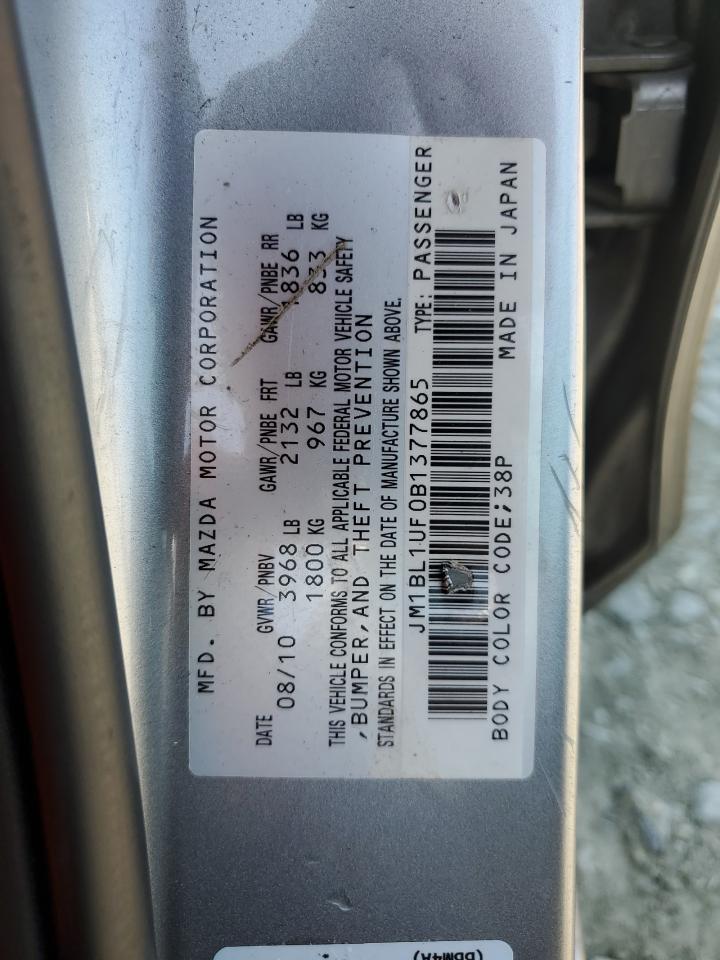 MFD. BY MAZDA MOTOR CORPORATION
DATE GVWR/PNBV GAWR/PNBE FRT GAWR/PNBE RR
08/10 3968 LB 2132 LB 1836 LB
1800 KG 967 KG 833 KG
THIS VEHICLE CONFORMS TO ALL APPLICABLE FEDERAL MOTOR VEHICLE SAFETY
,BUMPER,AND THEFT PREVENTION
STANDARDS IN EFFECT ON THE DATE OF MANUFACTURE SHOWN ABOVE.
JM1BL1UF0B1377865 TYPE: PASSENGER
BODY COLOR CODE;38P MADE IN JAPAN